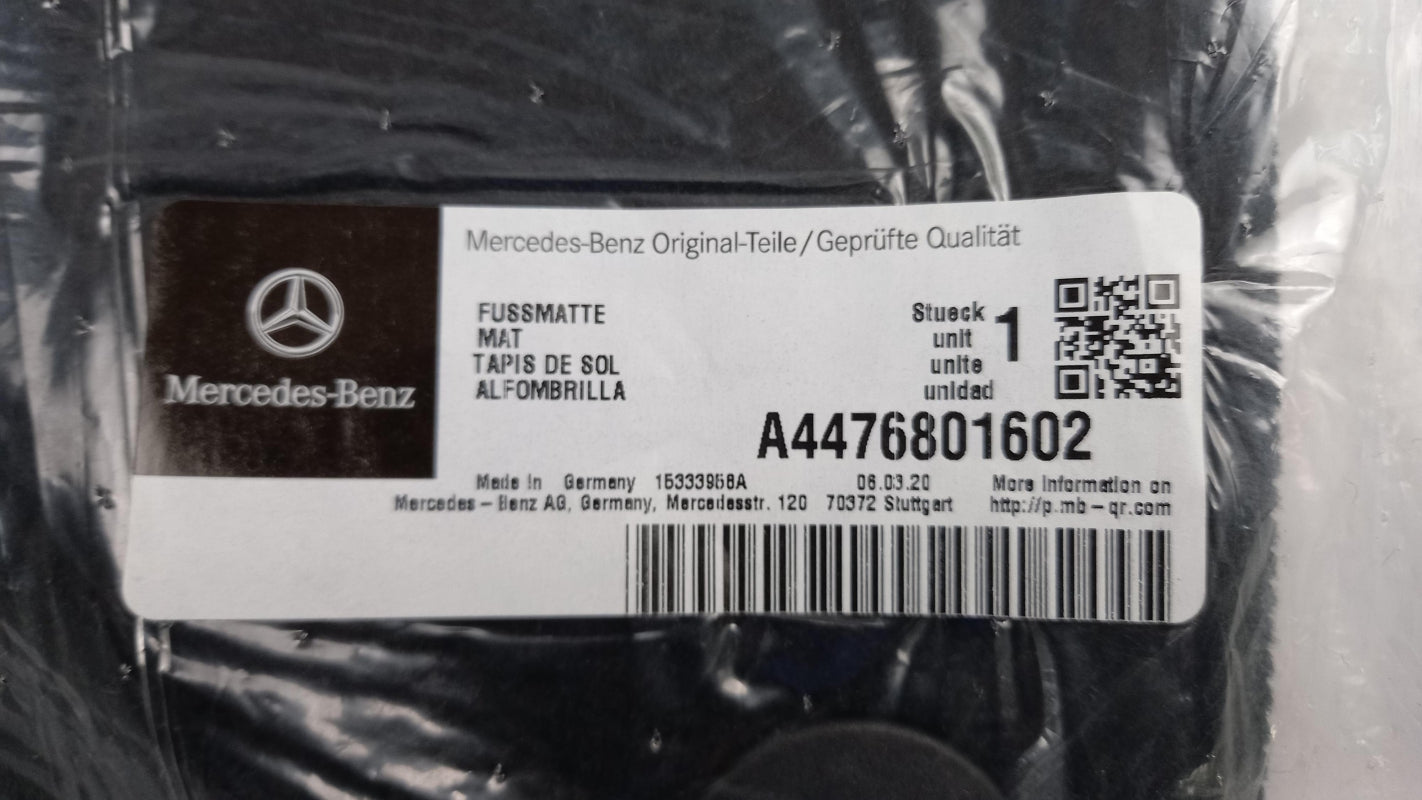 Mercedes-Benz Original-Teile/Geprüfte Qualität
Mercedes-Benz
FUSSMATTE
MAT
TAPIS DE SOL
ALFOMBRILLA
Stueck
unit
unite
unidad
1
A4476801602
Made in Germany 15333958A 06.03.20 More information on
Mercedes-Benz AG, Germany, Mercedesstr. 120 70372 Stuttgart http://p.mb-qr.com